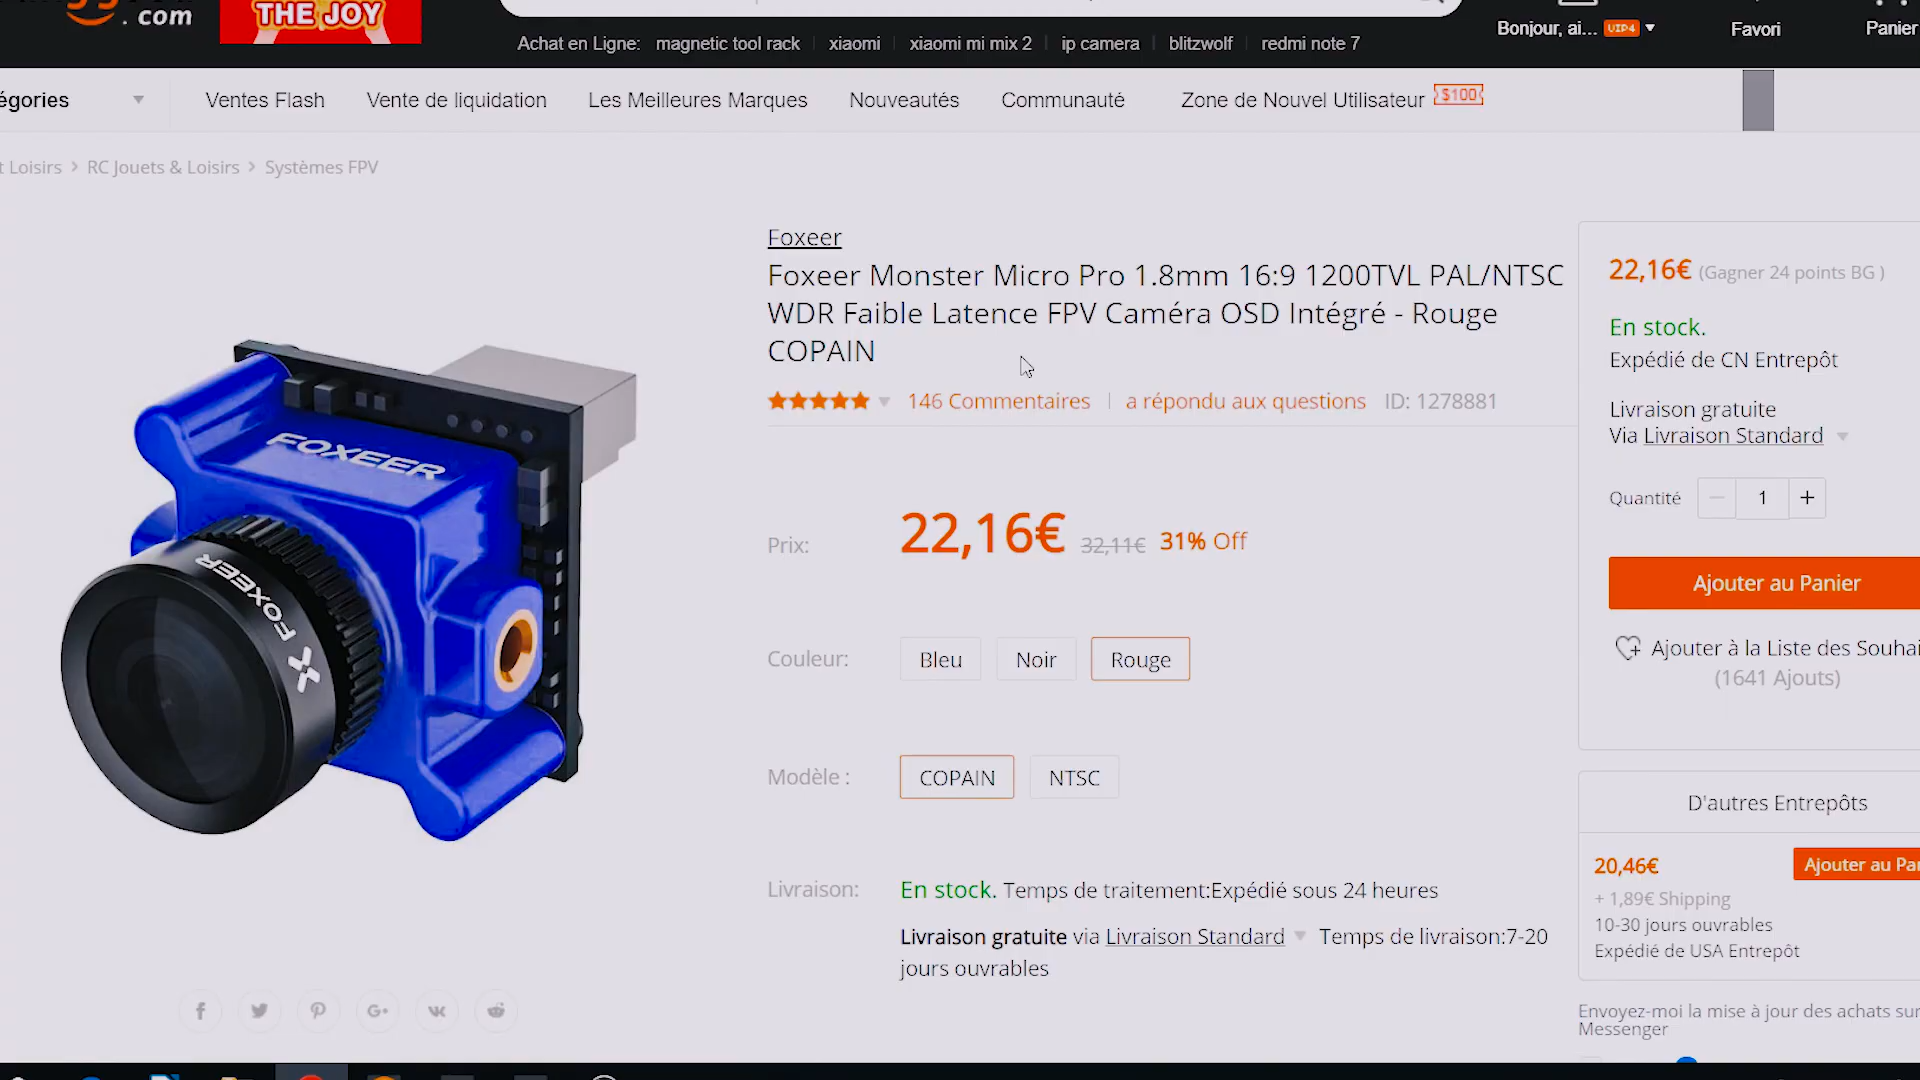 .com
THE JOY
Bonjour, ai... VIP4
Favori
Panier
Achat en Ligne: magnetic tool rack xiaomi xiaomi mi mix 2 ip camera blitzwolf redmi note 7
égories
Ventes Flash
Vente de liquidation
Les Meilleures Marques
Nouveautés
Communauté
Zone de Nouvel Utilisateur $100
t Loisirs > RC Jouets & Loisirs > Systèmes FPV
Foxeer
Foxeer Monster Micro Pro 1.8mm 16:9 1200TVL PAL/NTSC
WDR Faible Latence FPV Caméra OSD Intégré - Rouge
COPAIN
146 Commentaires | a répondu aux questions ID: 1278881
FOXEER
FOXEER
Prix: 22,16€ 32,11€ 31% Off
Couleur: Bleu Noir Rouge
Modèle : COPAIN NTSC
Livraison: En stock. Temps de traitement:Expédié sous 24 heures
Livraison gratuite via Livraison Standard Temps de livraison:7-20
jours ouvrables
22,16€ (Gagner 24 points BG )
En stock.
Expédié de CN Entrepôt
Livraison gratuite
Via Livraison Standard
Quantité − 1 +
Ajouter au Panier
Ajouter à la Liste des Souhai
(1641 Ajouts)
D'autres Entrepôts
20,46€ Ajouter au Pan
+ 1,89€ Shipping
10-30 jours ouvrables
Expédié de USA Entrepôt
Envoyez-moi la mise à jour des achats sur
Messenger